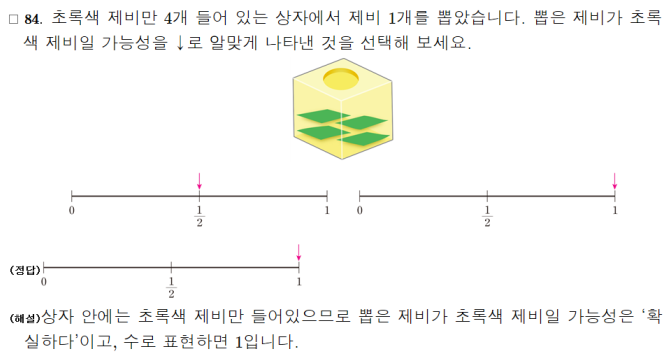 □ 84. 초록색 제비만 4개 들어 있는 상자에서 제비 1개를 뽑았습니다. 뽑은 제비가 초록
색 제비일 가능성을 ↓로 알맞게 나타낸 것을 선택해 보세요.
0 1/2 1 0 1/2 1
(정답) 0 1/2 1
(해설)상자 안에는 초록색 제비만 들어있으므로 뽑은 제비가 초록색 제비일 가능성은 ‘확
실하다’이고, 수로 표현하면 1입니다.